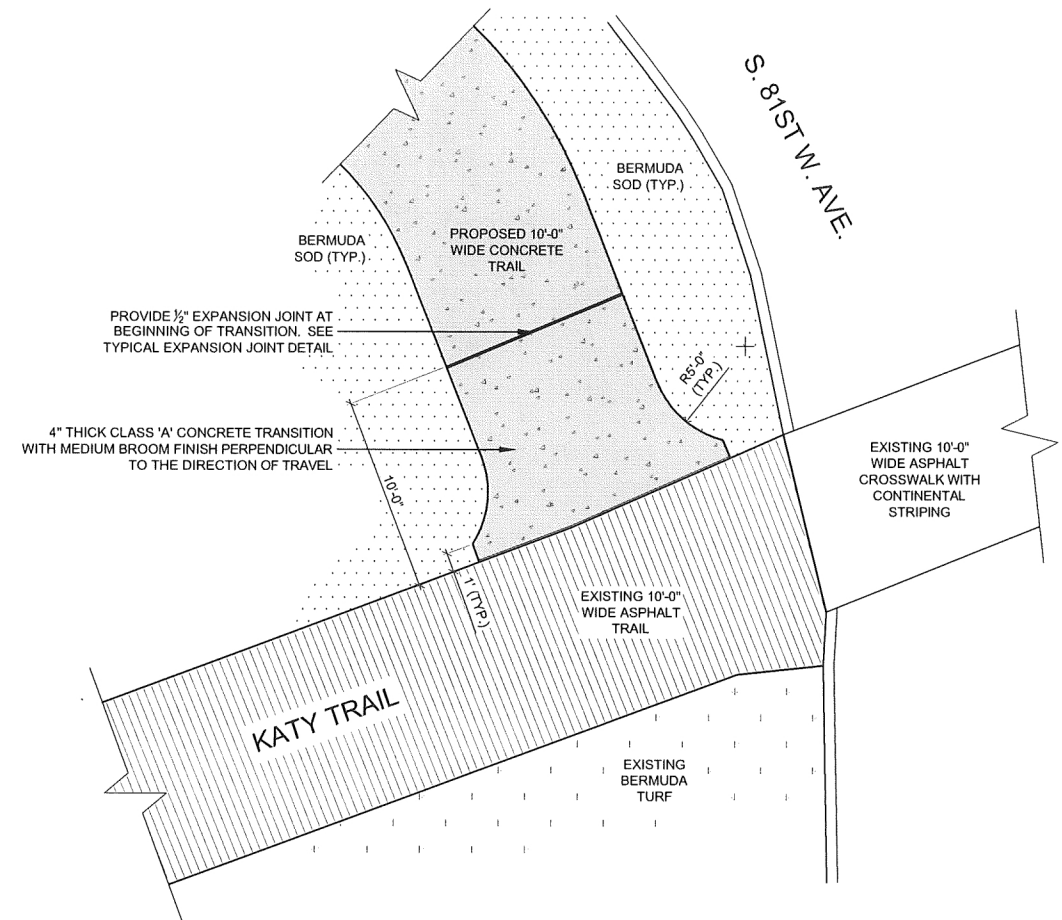 S. 81ST W. AVE.
BERMUDA
SOD (TYP.)
PROPOSED 10'-0"
WIDE CONCRETE
TRAIL
BERMUDA
SOD (TYP.)
PROVIDE ½" EXPANSION JOINT AT
BEGINNING OF TRANSITION. SEE
TYPICAL EXPANSION JOINT DETAIL
R5'-0"
(TYP.)
4" THICK CLASS 'A' CONCRETE TRANSITION
WITH MEDIUM BROOM FINISH PERPENDICULAR
TO THE DIRECTION OF TRAVEL
10'-0"
EXISTING 10'-0"
WIDE ASPHALT
CROSSWALK WITH
CONTINENTAL
STRIPING
1' (TYP.)
EXISTING 10'-0"
WIDE ASPHALT
TRAIL
KATY TRAIL
EXISTING
BERMUDA
TURF